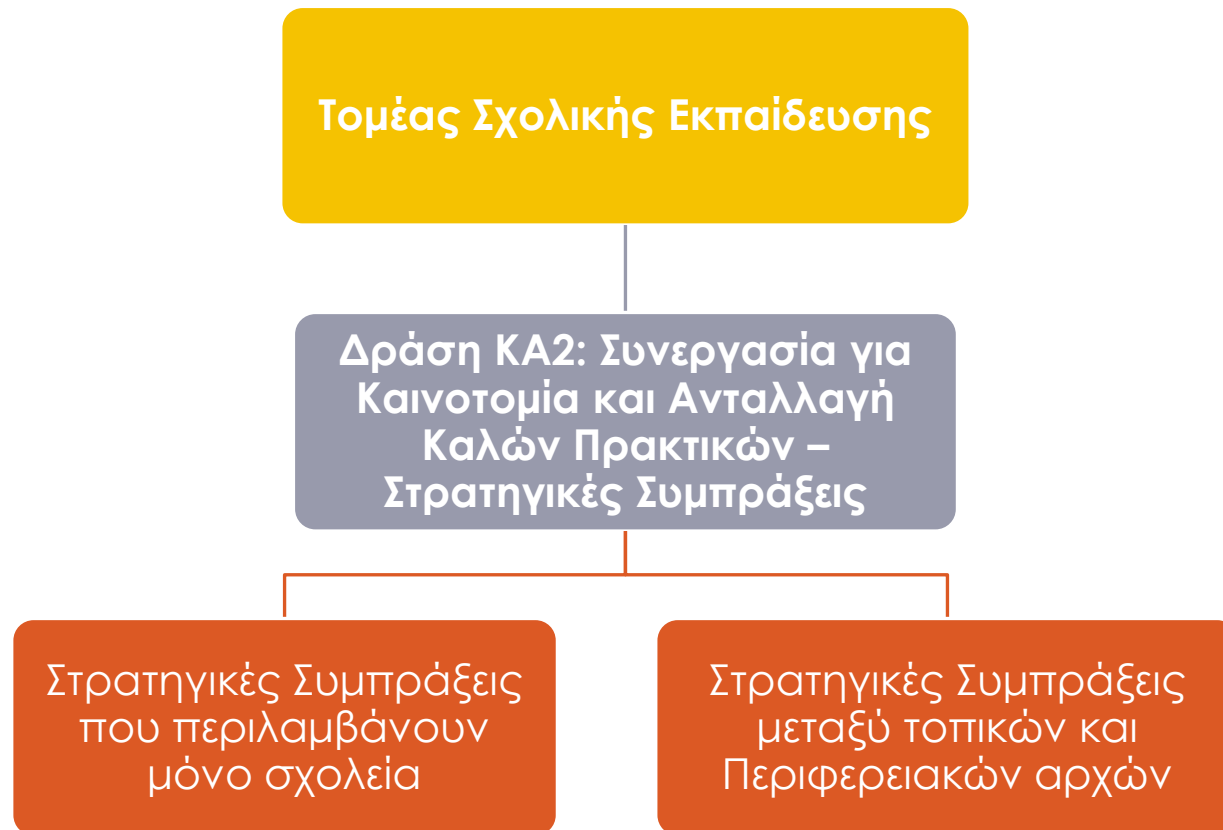 Τομέας Σχολικής Εκπαίδευσης
Δράση ΚΑ2: Συνεργασία για
Καινοτομία και Ανταλλαγή
Καλών Πρακτικών –
Στρατηγικές Συμπράξεις
Στρατηγικές Συμπράξεις
που περιλαμβάνουν
μόνο σχολεία
Στρατηγικές Συμπράξεις
μεταξύ τοπικών και
Περιφερειακών αρχών